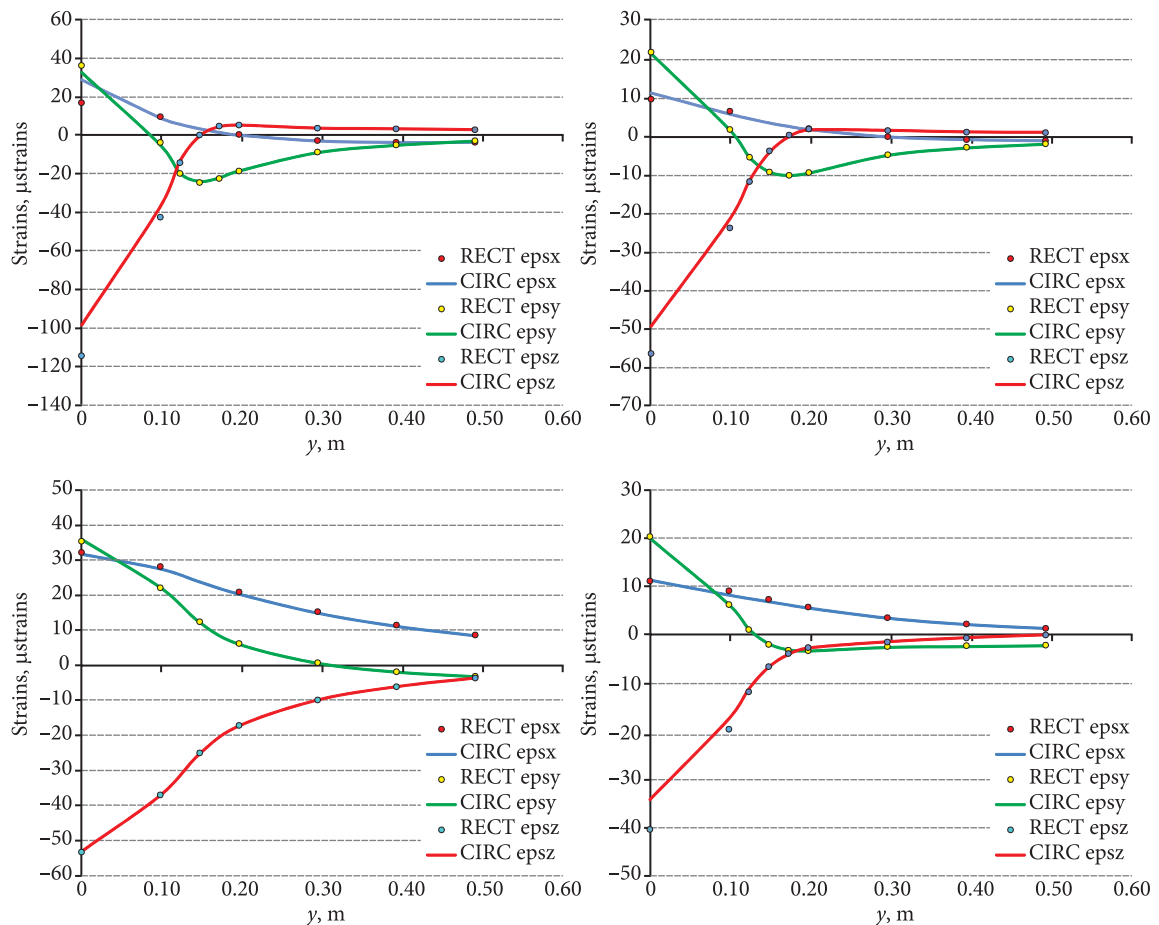 60
40
20
0
−20
−40
−60
−80
−100
−120
−140
Strains, µstrains
0
0.10
0.20
0.30
0.40
0.50
0.60
y, m
RECT epsx
CIRC epsx
RECT epsy
CIRC epsy
RECT epsz
CIRC epsz
30
20
10
0
−10
−20
−30
−40
−50
−60
−70
Strains, µstrains
0
0.10
0.20
0.30
0.40
0.50
0.60
y, m
RECT epsx
CIRC epsx
RECT epsy
CIRC epsy
RECT epsz
CIRC epsz
50
40
30
20
10
0
−10
−20
−30
−40
−50
−60
Strains, µstrains
0
0.10
0.20
0.30
0.40
0.50
0.60
y, m
RECT epsx
CIRC epsx
RECT epsy
CIRC epsy
RECT epsz
CIRC epsz
30
20
10
0
−10
−20
−30
−40
−50
Strains, µstrains
0
0.10
0.20
0.30
0.40
0.50
0.60
y, m
RECT epsx
CIRC epsx
RECT epsy
CIRC epsy
RECT epsz
CIRC epsz